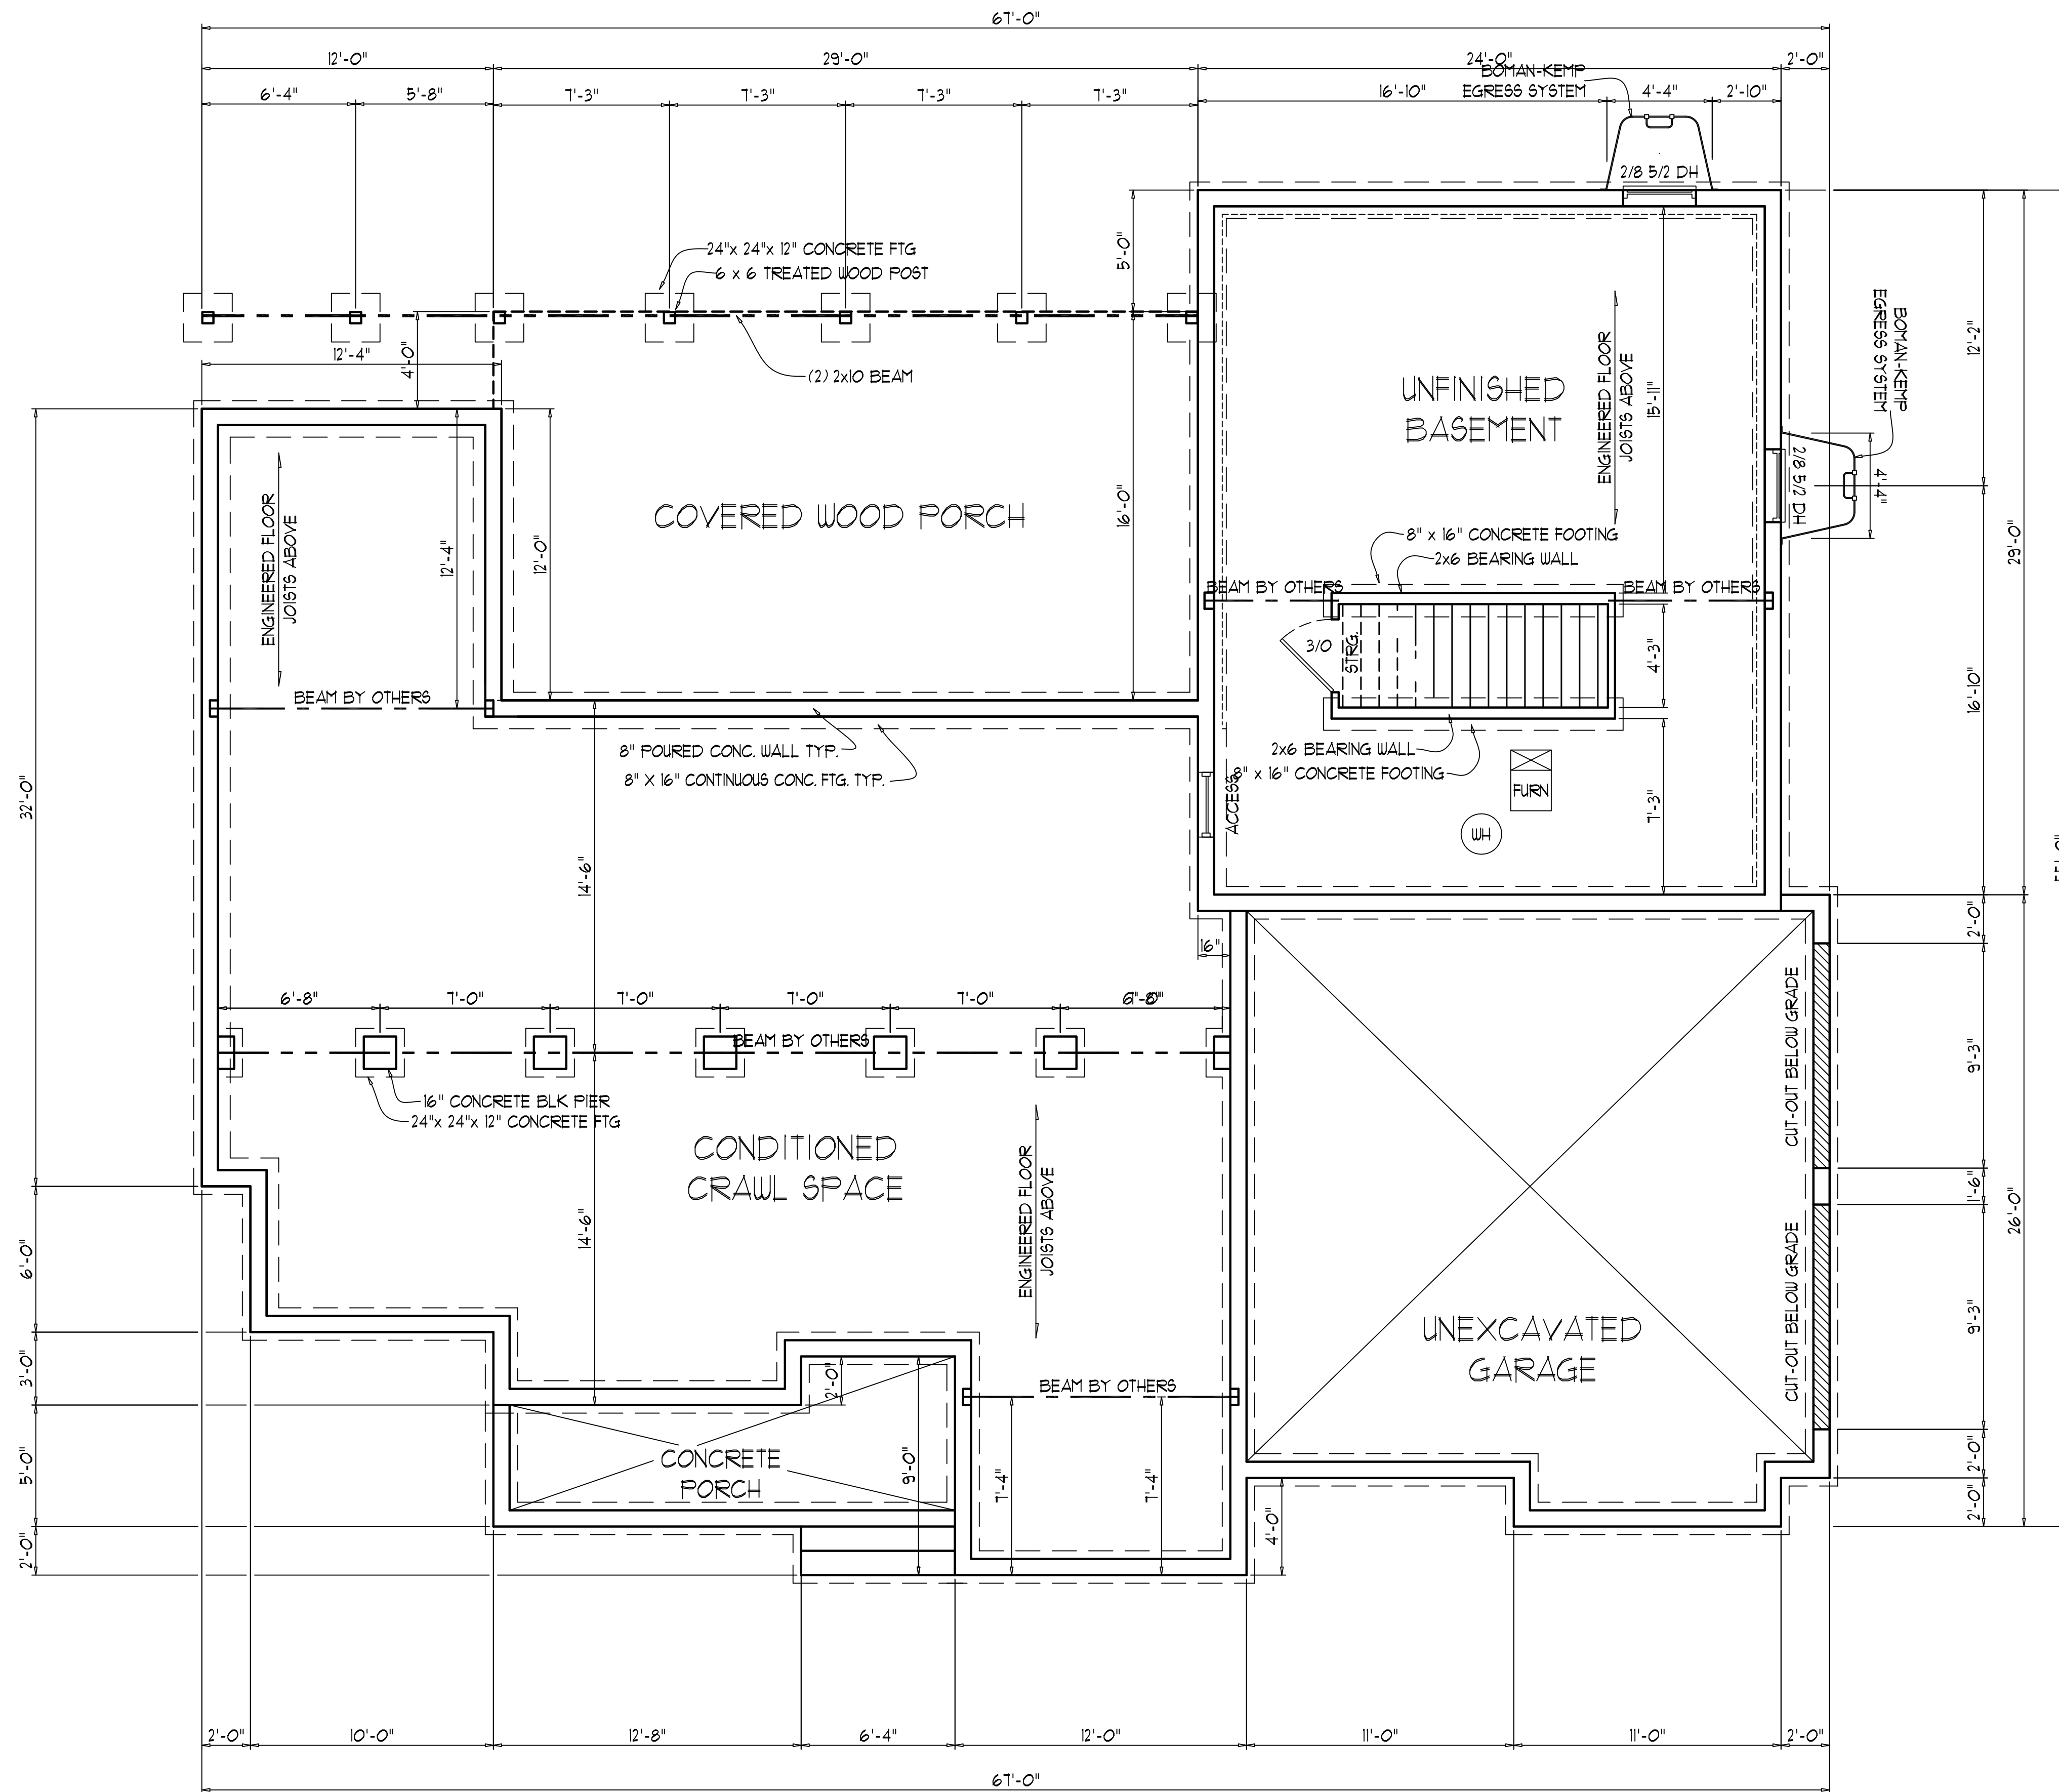 67'-0"
12'-0" 29'-0" 24'-0" 2'-0"
BOMAN-KEMP
EGRESS SYSTEM
6'-4" 5'-8" 7'-3" 7'-3" 7'-3" 7'-3" 16'-10" 4'-4" 2'-10"
2/8 5/2 DH
24"x 24"x 12" CONCRETE FTG
6 x 6 TREATED WOOD POST
5'-0"
12'-4"
4'-0"
(2) 2x10 BEAM
UNFINISHED
BASEMENT
ENGINEERED FLOOR
JOISTS ABOVE
15'-11"
BOMAN-KEMP
EGRESS SYSTEM
12'-2"
4'-4"
2/8 5/2 DH
29'-0"
COVERED WOOD PORCH
16'-0"
ENGINEERED FLOOR
JOISTS ABOVE
12'-4"
12'-0"
8" x 16" CONCRETE FOOTING
2x6 BEARING WALL
BEAM BY OTHERS
BEAM BY OTHERS
3/0
STRG.
4'-3"
16'-10"
BEAM BY OTHERS
8" POURED CONC. WALL TYP.
8" X 16" CONTINUOUS CONC. FTG. TYP.
2x6 BEARING WALL
8" x 16" CONCRETE FOOTING
ACCESS
FURN
WH
7'-3"
32'-0"
55'-0"
14'-6"
16"
2'-0"
6'-8" 7'-0" 7'-0" 7'-0" 7'-0" 6'-8"
BEAM BY OTHERS
16" CONCRETE BLK PIER
24"x 24"x 12" CONCRETE FTG
CUT-OUT BELOW GRADE
9'-3"
CONDITIONED
CRAWL SPACE
ENGINEERED FLOOR
JOISTS ABOVE
14'-6"
1'-6"
26'-0"
6'-0"
UNEXCAVATED
GARAGE
CUT-OUT BELOW GRADE
9'-3"
3'-0"
2'-0"
BEAM BY OTHERS
CONCRETE
PORCH
9'-0"
7'-4"
7'-4"
5'-0"
2'-0"
2'-0"
4'-0"
2'-0"
2'-0" 10'-0" 12'-8" 6'-4" 12'-0" 11'-0" 11'-0" 2'-0"
67'-0"